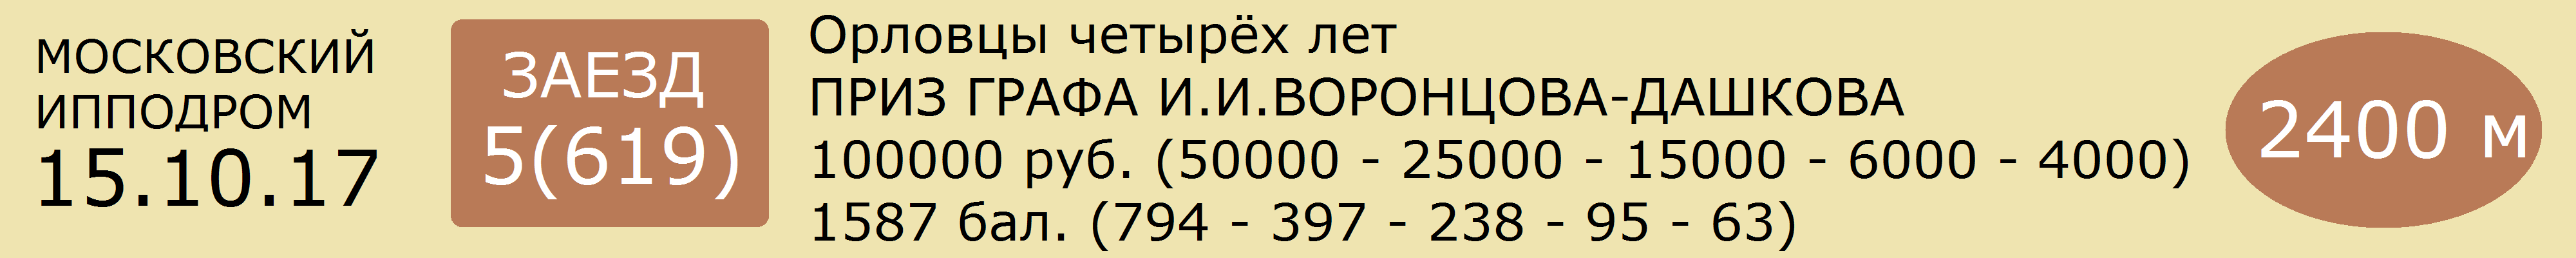 МОСКОВСКИЙ
ИППОДРОМ
15.10.17
ЗАЕЗД
5(619)
Орловцы четырёх лет
ПРИЗ ГРАФА И.И.ВОРОНЦОВА-ДАШКОВА
100000 руб. (50000 - 25000 - 15000 - 6000 - 4000)
1587 бал. (794 - 397 - 238 - 95 - 63)
2400 м